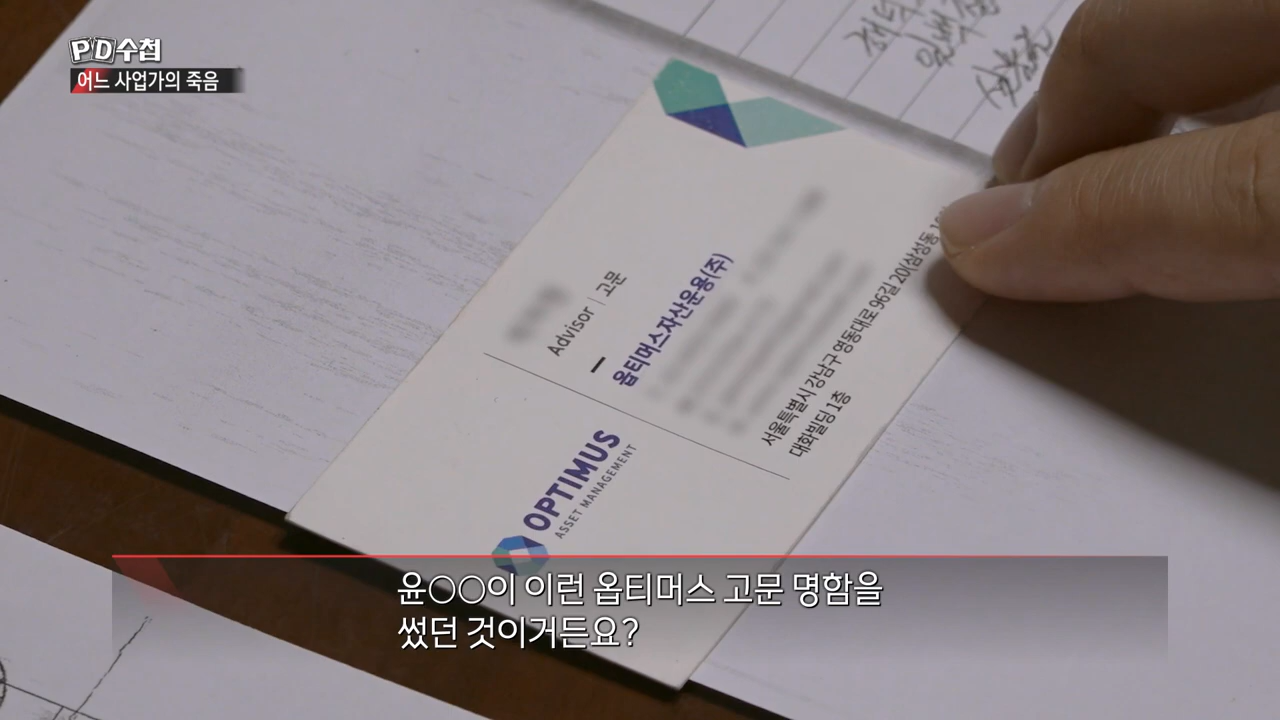 PD수첩
어느 사업가의 죽음
Advisor | 고문
옵티머스자산운용(주)
서울특별시 강남구 영동대로 96길 20(삼성동
대화빌딩 1층
OPTIMUS
ASSET MANAGEMENT
윤○○이 이런 옵티머스 고문 명함을
썼던 것이거든요?